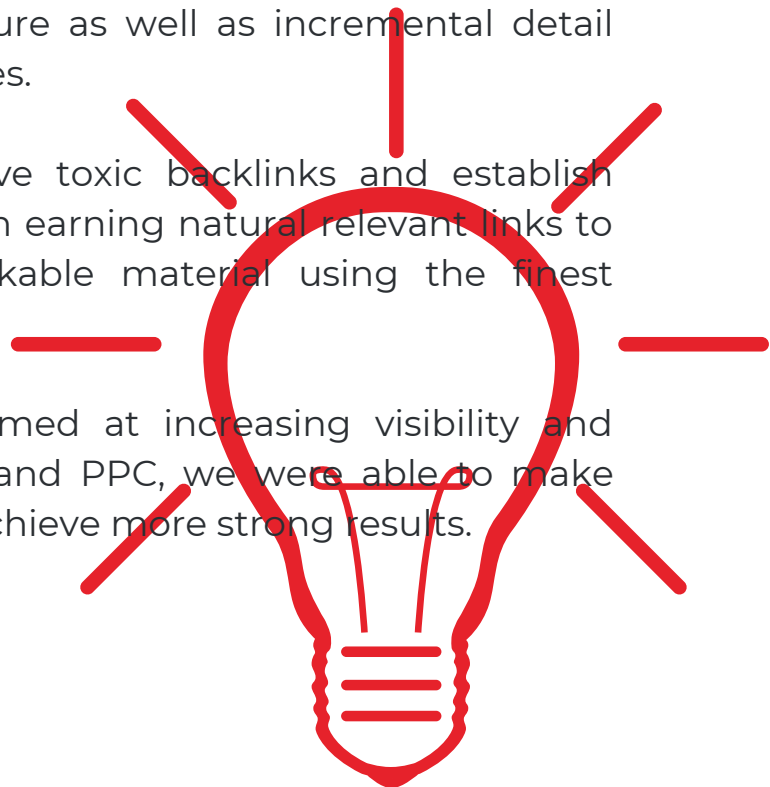 ure as well as incremental detail
es.
ve toxic backlinks and establish
n earning natural relevant links to
kable material using the finest
med at increasing visibility and
and PPC, we were able to make
chieve more strong results.